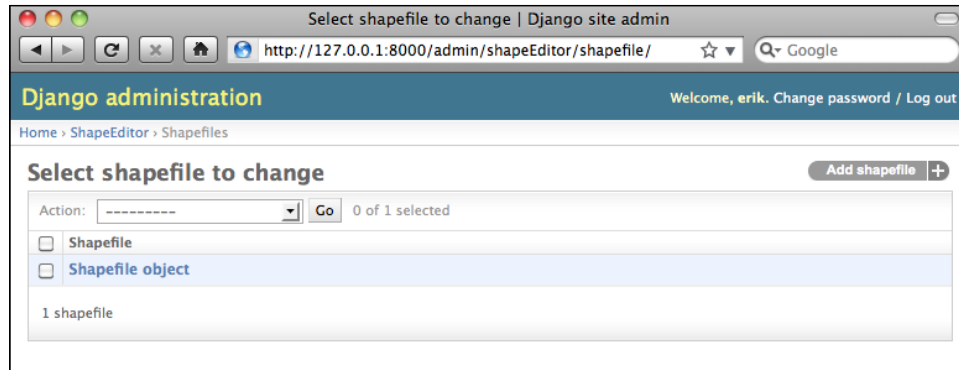 Select shapefile to change | Django site admin
http://127.0.0.1:8000/admin/shapeEditor/shapefile/
Google
Django administration
Welcome, erik. Change password / Log out
Home › ShapeEditor › Shapefiles
Select shapefile to change
Add shapefile +
Action: --------- Go 0 of 1 selected
Shapefile
Shapefile object
1 shapefile